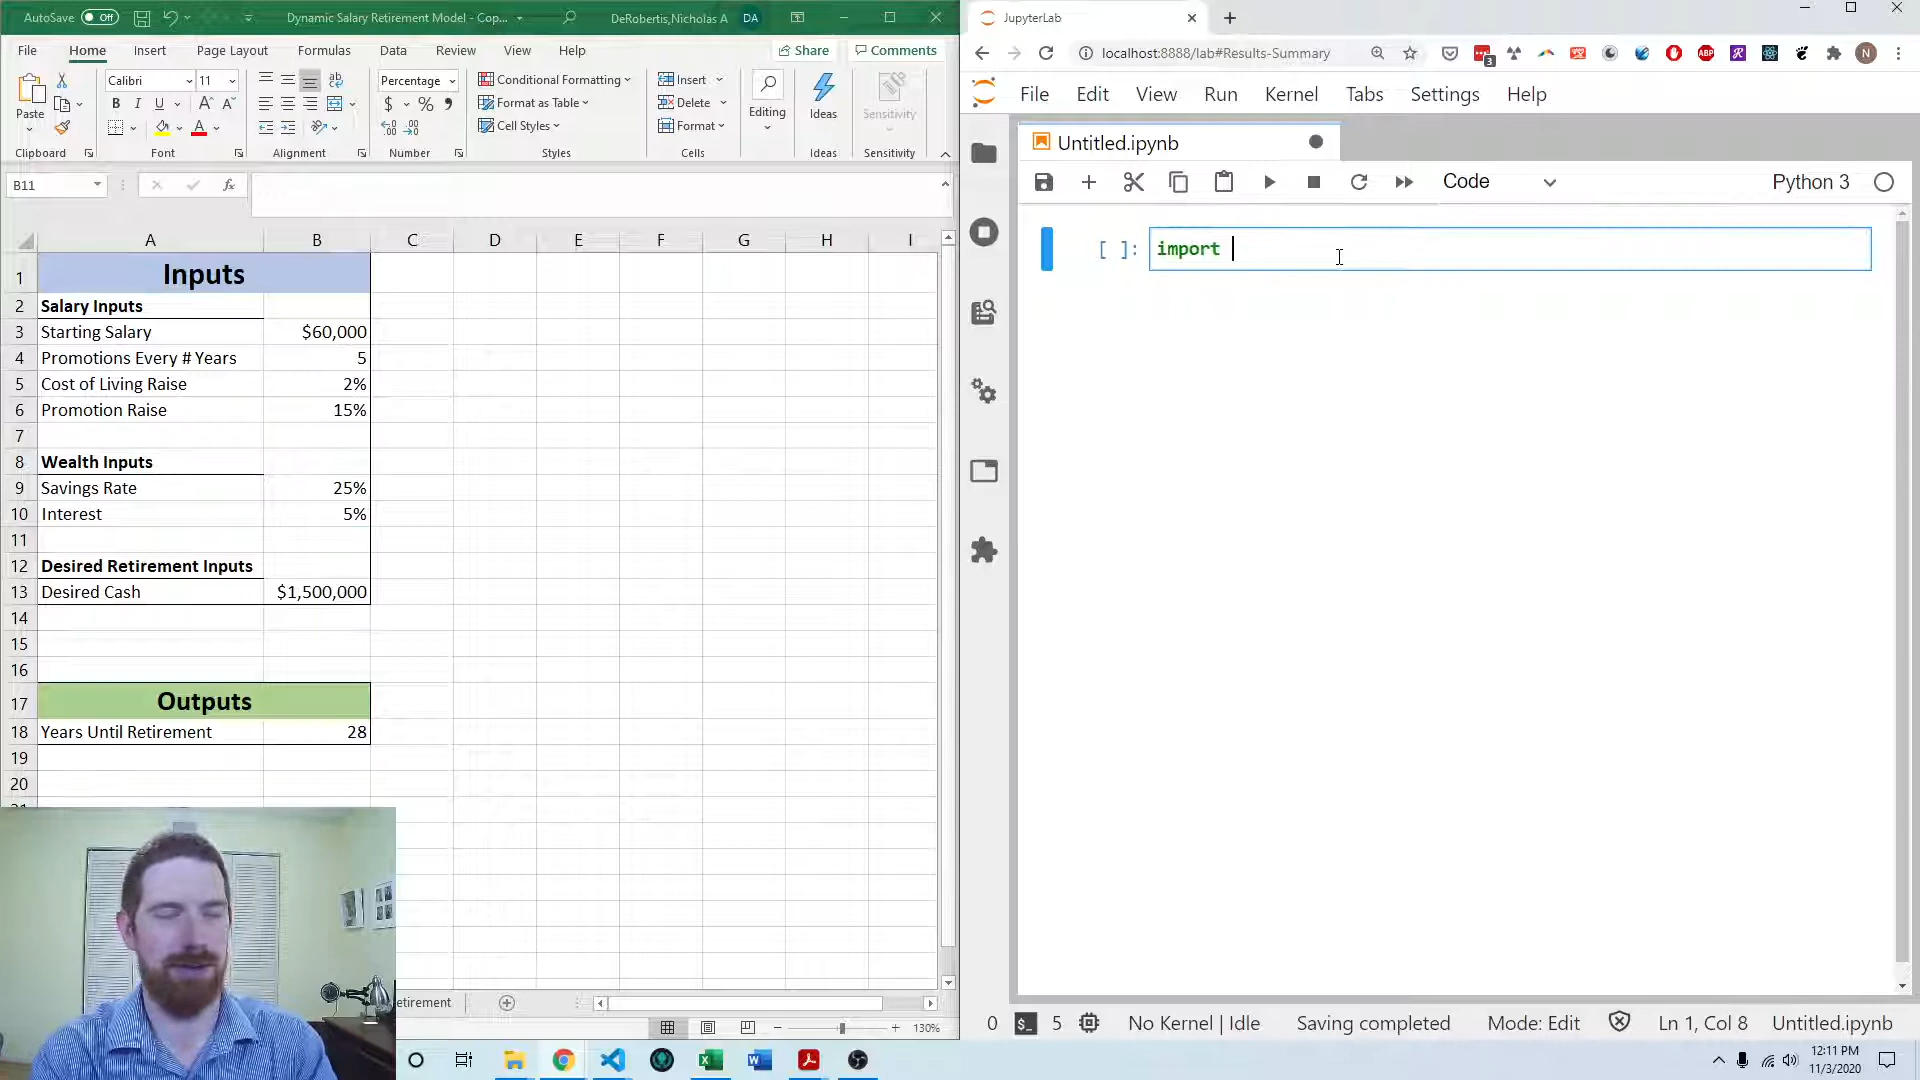 AutoSave Off
Dynamic Salary Retirement Model - Cop...
DeRobertis,Nicholas A DA
File Home Insert Page Layout Formulas Data Review View Help Share Comments
Paste
Calibri 11
B I U
ab
Percentage
$ % 9
Conditional Formatting
Format as Table
Cell Styles
Insert
Delete
Format
Editing
Ideas
Sensitivity
Clipboard Font Alignment Number Styles Cells Ideas Sensitivity
B11 fx
A B C D E F G H I
1 Inputs
2 Salary Inputs
3 Starting Salary $60,000
4 Promotions Every # Years 5
5 Cost of Living Raise 2%
6 Promotion Raise 15%
7
8 Wealth Inputs
9 Savings Rate 25%
10 Interest 5%
11
12 Desired Retirement Inputs
13 Desired Cash $1,500,000
14
15
16
17 Outputs
18 Years Until Retirement 28
19
20
etirement
130%
JupyterLab
localhost:8888/lab#Results-Summary
3 ABP N
File Edit View Run Kernel Tabs Settings Help
Untitled.ipynb
Code Python 3
[ ]: import
0 $_ 5 No Kernel | Idle Saving completed Mode: Edit Ln 1, Col 8 Untitled.ipynb
12:11 PM
11/3/2020